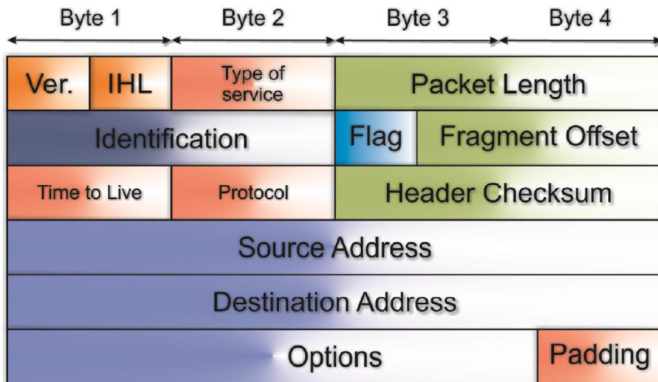 Byte 1 Byte 2 Byte 3 Byte 4
Ver. IHL Type of service Packet Length
Identification Flag Fragment Offset
Time to Live Protocol Header Checksum
Source Address
Destination Address
Options Padding